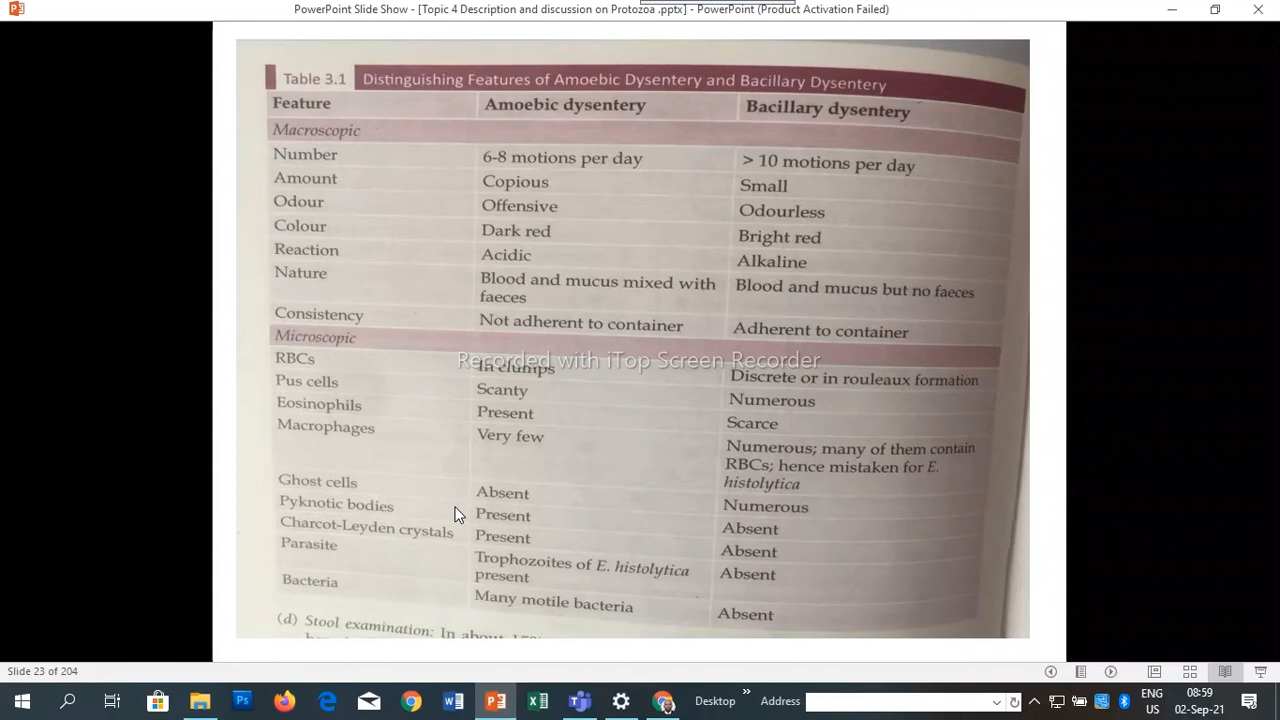 PowerPoint Slide Show - [Topic 4 Description and discussion on Protozoa .pptx] - PowerPoint (Product Activation Failed)
Table 3.1 Distinguishing Features of Amoebic Dysentery and Bacillary Dysentery
Feature Amoebic dysentery Bacillary dysentery
Macroscopic
Number 6-8 motions per day > 10 motions per day
Amount Copious Small
Odour Offensive Odourless
Colour Dark red Bright red
Reaction Acidic Alkaline
Nature Blood and mucus mixed with Blood and mucus but no faeces
faeces
Consistency Not adherent to container Adherent to container
Microscopic
Recorded with iTop Screen Recorder
RBCs In clumps Discrete or in rouleaux formation
Pus cells Scanty Numerous
Eosinophils Present Scarce
Macrophages Very few Numerous; many of them contain
RBCs; hence mistaken for E.
histolytica
Ghost cells Absent Numerous
Pyknotic bodies Present Absent
Charcot-Leyden crystals Present Absent
Parasite Trophozoites of E. histolytica Absent
present
Bacteria Many motile bacteria Absent
(d) Stool examination: In about
Slide 23 of 204
Desktop » Address ENG 08:59
US 02-Sep-21